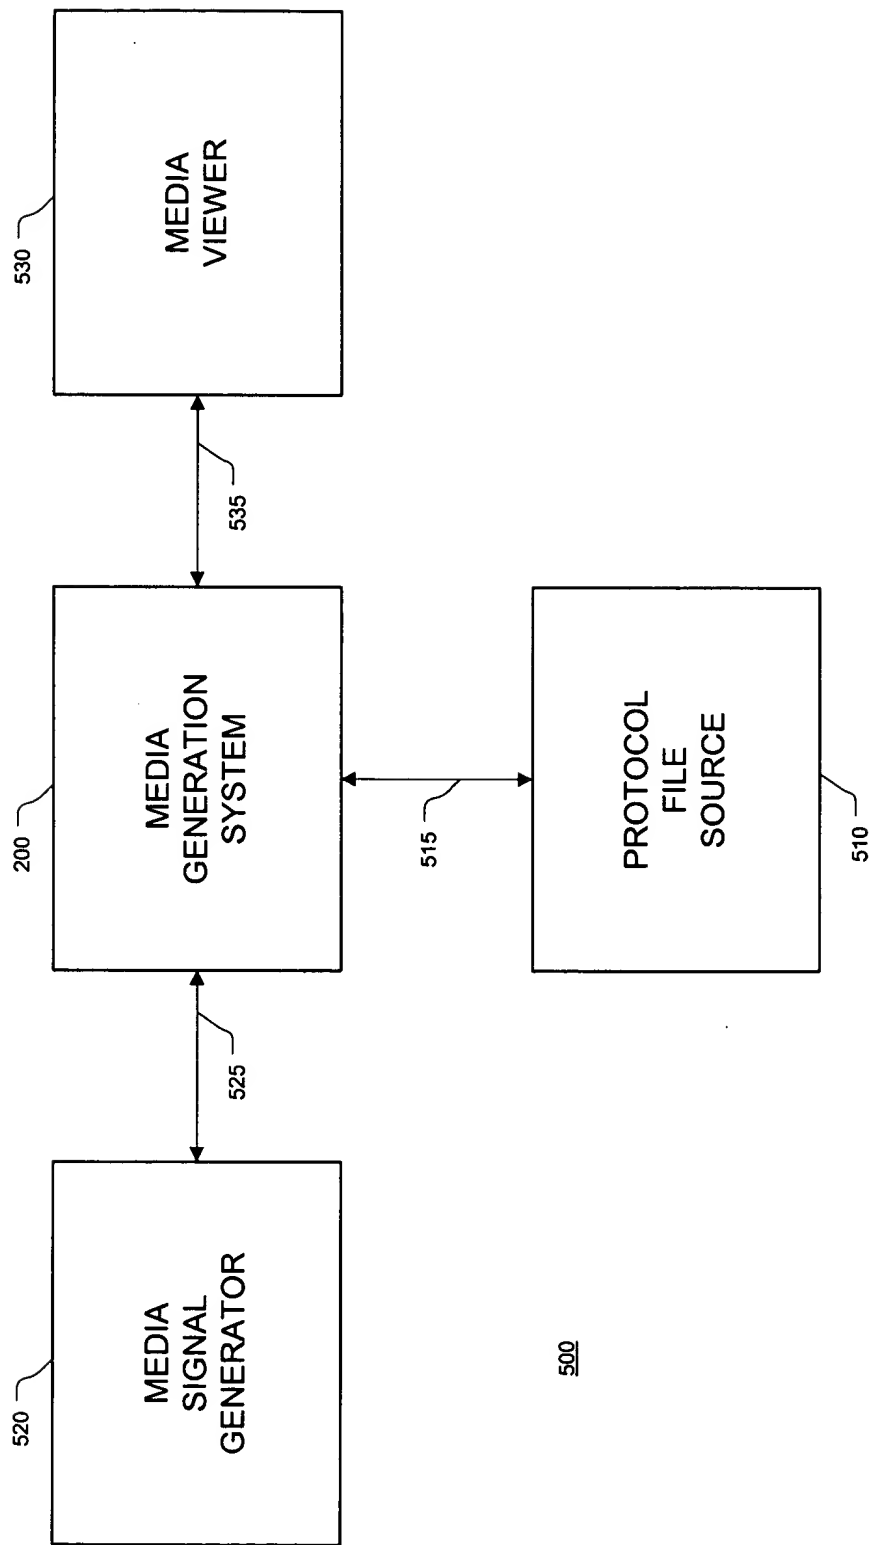 520
MEDIA
SIGNAL
GENERATOR
525
200
MEDIA
GENERATION
SYSTEM
535
530
MEDIA
VIEWER
515
PROTOCOL
FILE
SOURCE
510
500